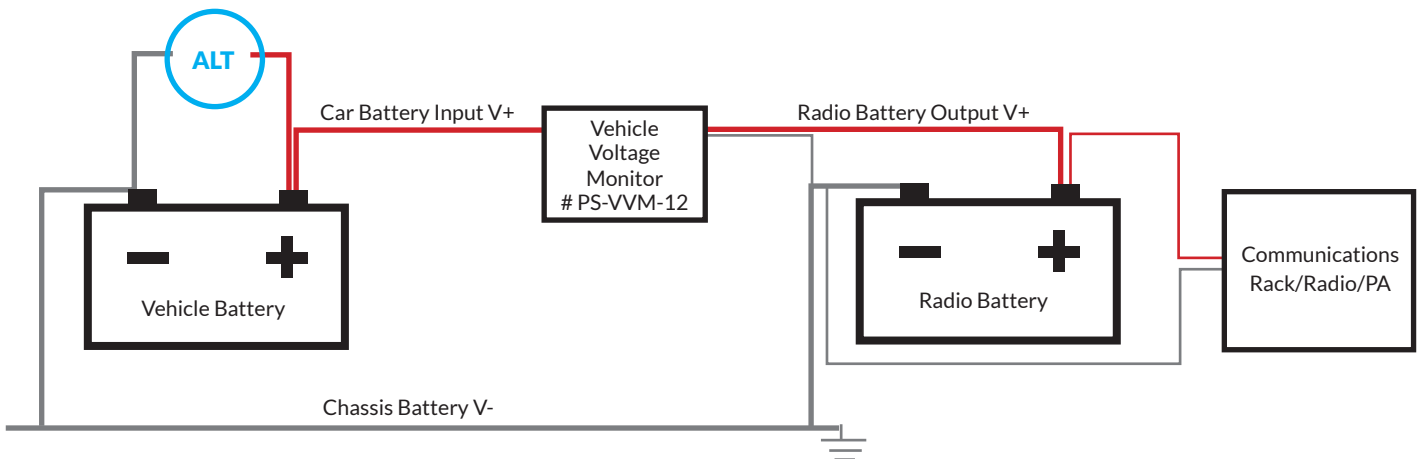 ALT
Car Battery Input V+
Vehicle
Voltage
Monitor
# PS-VVM-12
Radio Battery Output V+
Vehicle Battery
Radio Battery
Communications
Rack/Radio/PA
Chassis Battery V-